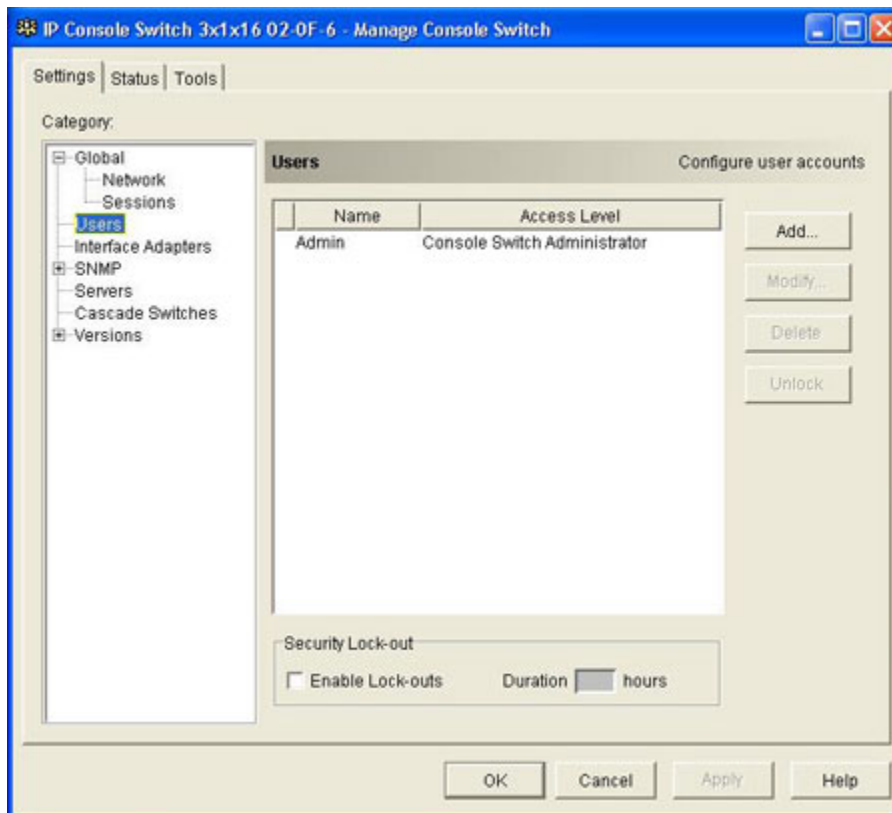 IP Console Switch 3x1x16 02-0F-6 - Manage Console Switch
Settings Status Tools
Category:
Global
Network
Sessions
Users
Interface Adapters
SNMP
Servers
Cascade Switches
Versions
Users Configure user accounts
Name Access Level
Admin Console Switch Administrator
Add...
Modify...
Delete
Unlock
Security Lock-out
Enable Lock-outs Duration hours
OK Cancel Apply Help